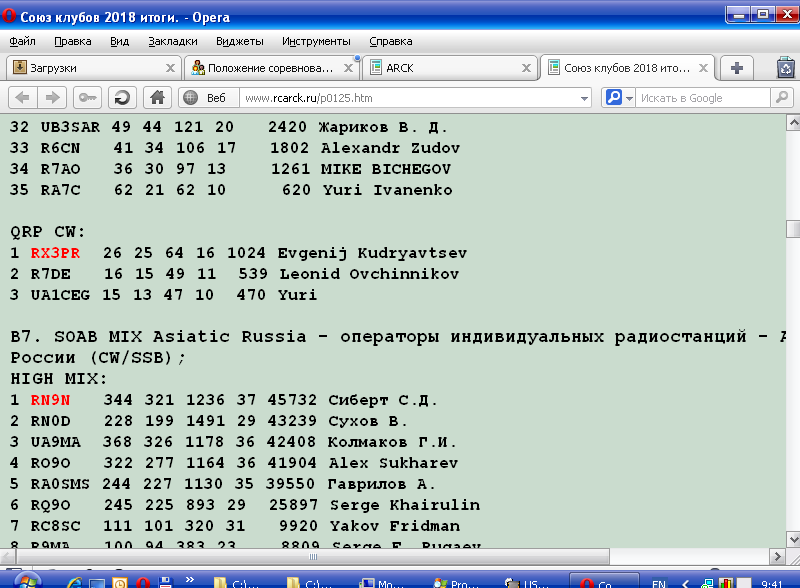 Союз клубов 2018 итоги. - Opera
Файл Правка Вид Закладки Виджеты Инструменты Справка
Загрузки Положение соревнова... ARCK Союз клубов 2018 ито...
Веб www.rcarck.ru/p0125.htm Искать в Google
32 UB3SAR 49 44 121 20 2420 Жариков В. Д.
33 R6CN 41 34 106 17 1802 Alexandr Zudov
34 R7AO 36 30 97 13 1261 MIKE BICHEGOV
35 RA7C 62 21 62 10 620 Yuri Ivanenko
QRP CW:
1 RX3PR 26 25 64 16 1024 Evgenij Kudryavtsev
2 R7DE 16 15 49 11 539 Leonid Ovchinnikov
3 UA1CEG 15 13 47 10 470 Yuri
B7. SOAB MIX Asiatic Russia – операторы индивидуальных радиостанций – А
России (CW/SSB);
HIGH MIX:
1 RN9N 344 321 1236 37 45732 Сиберт С.Д.
2 RN0D 228 199 1491 29 43239 Сухов В.
3 UA9MA 368 326 1178 36 42408 Колмаков Г.И.
4 RO9O 322 277 1164 36 41904 Alex Sukharev
5 RA0SMS 244 227 1130 35 39550 Гаврилов А.
6 RQ9O 245 225 893 29 25897 Serge Khairulin
7 RC8SC 111 101 320 31 9920 Yakov Fridman
8 R9MA 100 94 383 23 8809 Serge E. Rugaev
C:\... C:\... Mo... Pro... US... Co EN 9:41